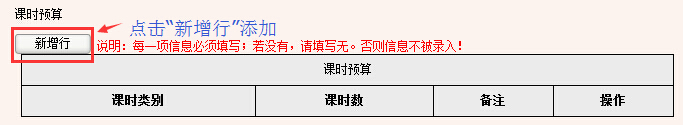 课时预算
点击“新增行”添加
新增行
说明：每一项信息必须填写；若没有，请填写无。否则信息不被录入！
课时预算
课时类别 课时数 备注 操作